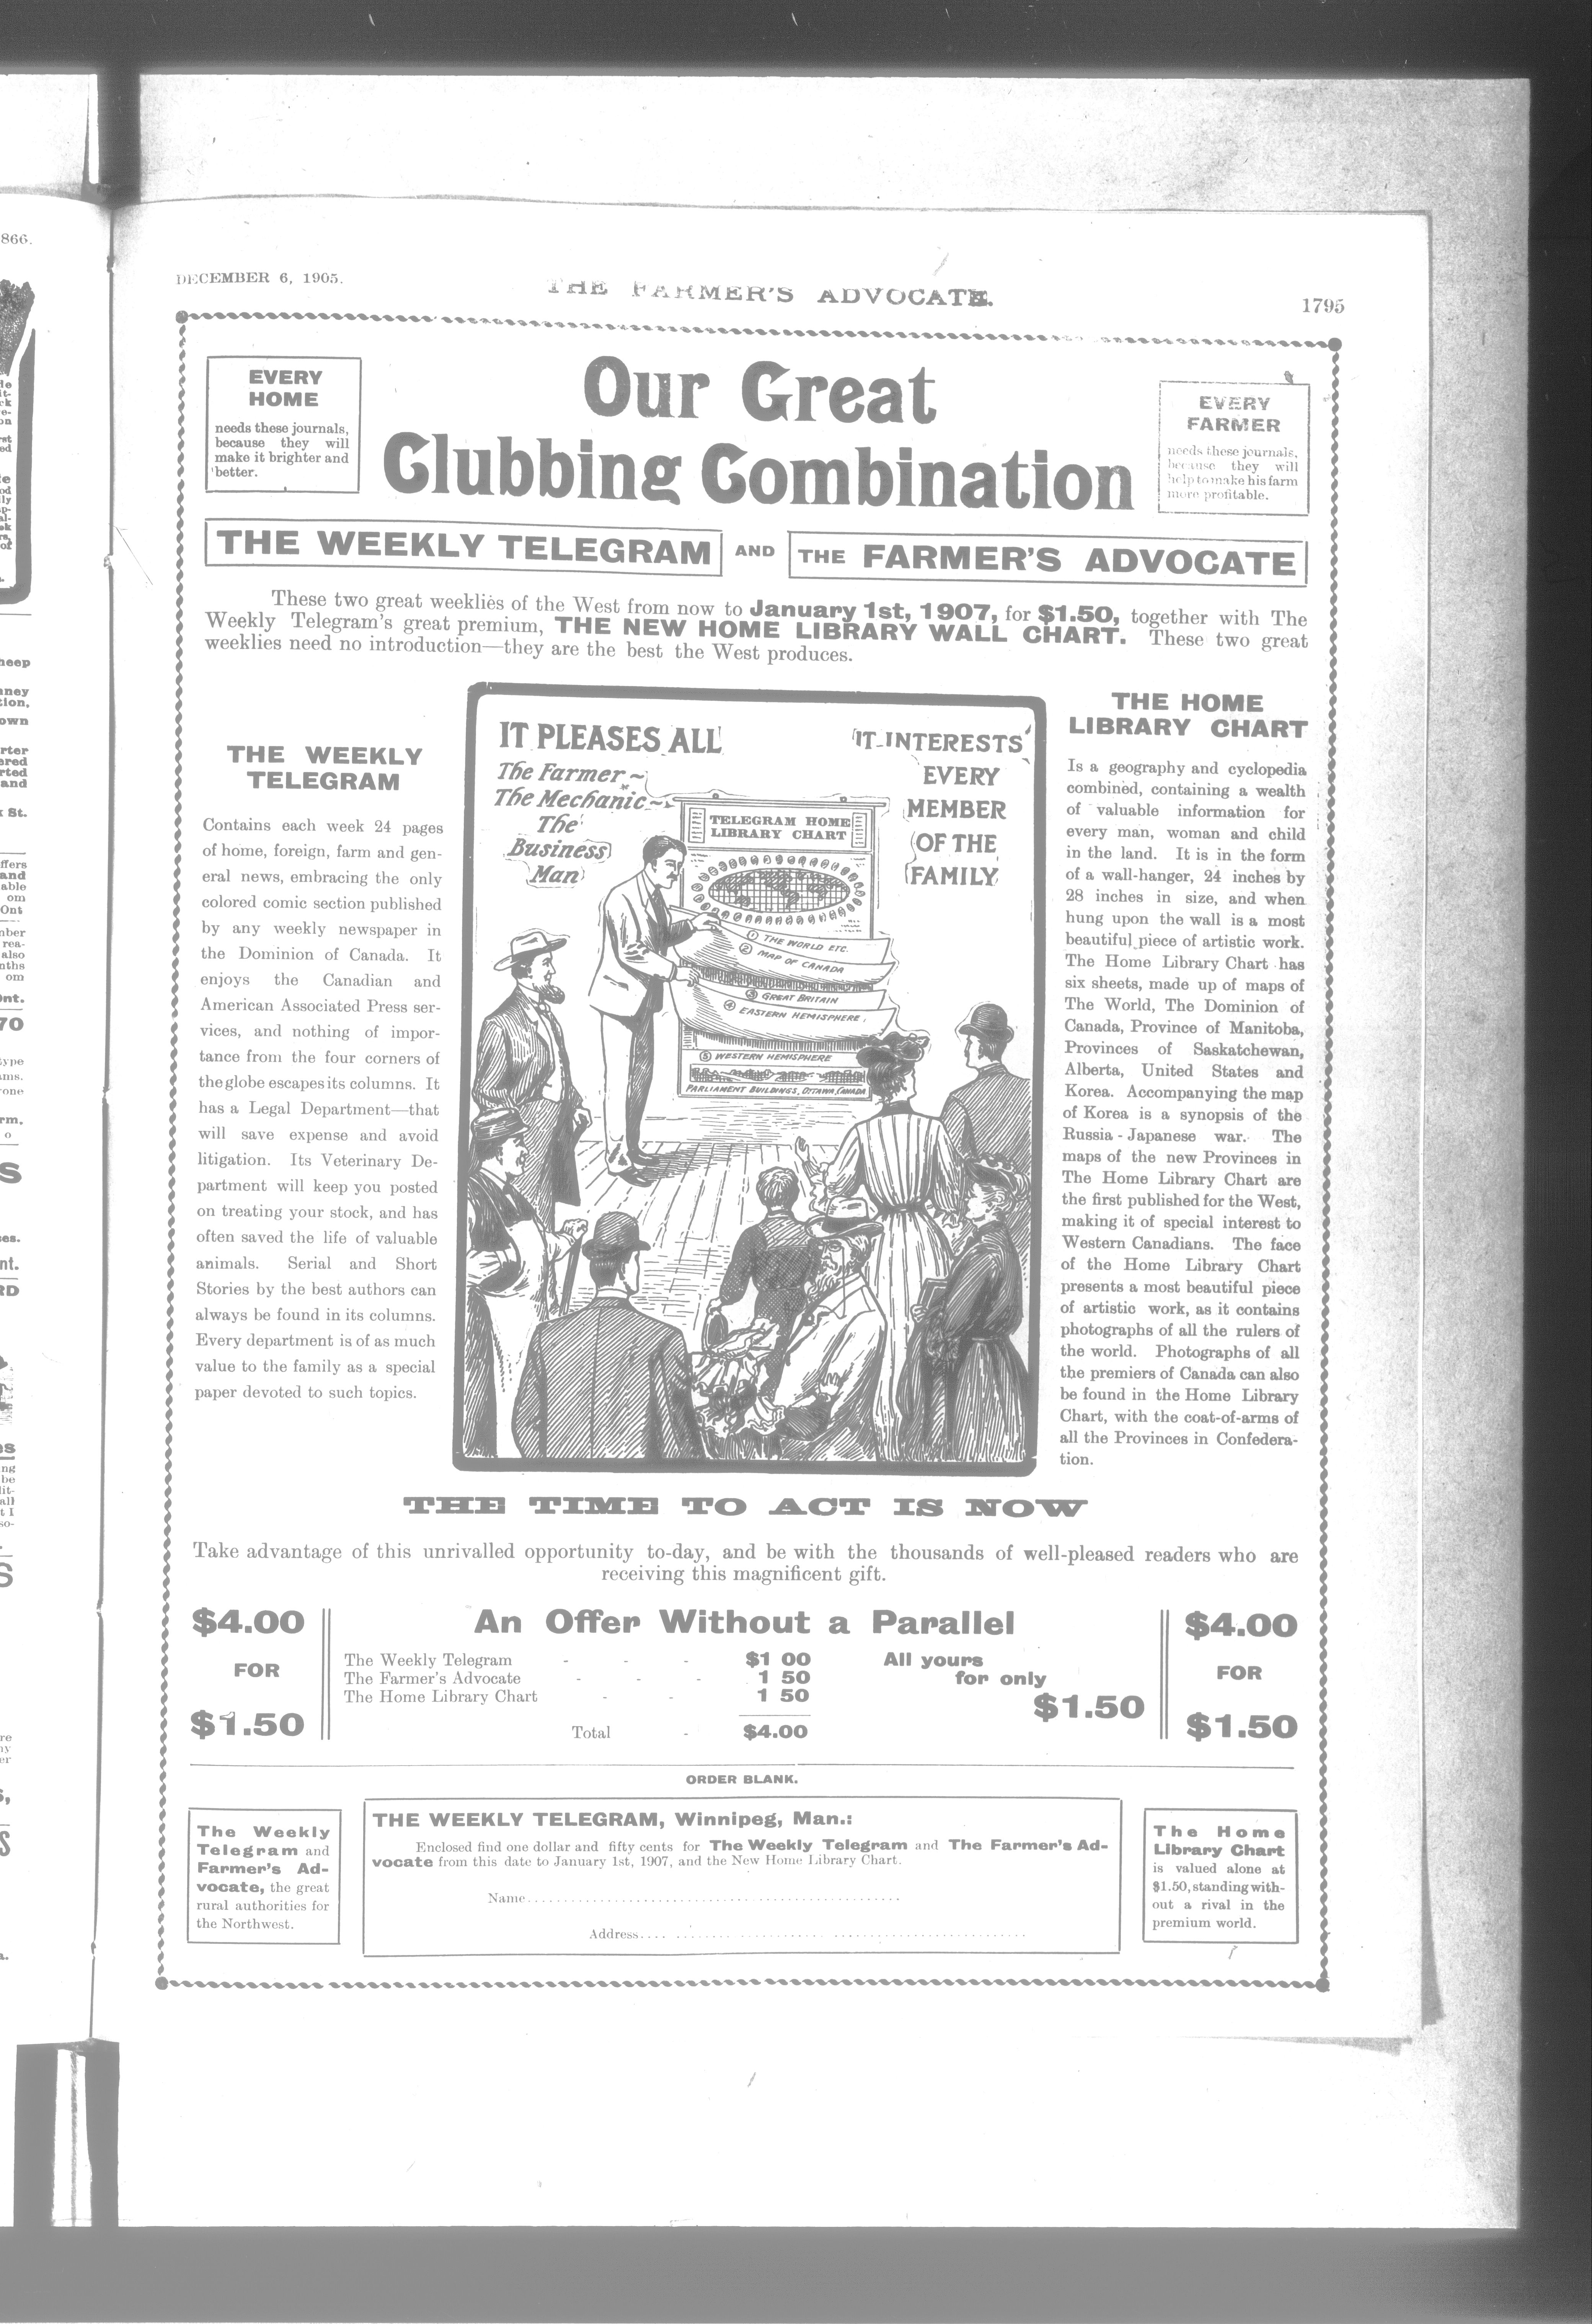 DECEMBER 6, 1905.
THE FARMER'S ADVOCATE.
1795
EVERY
HOME
needs these journals,
because they will
make it brighter and
better.
Our Great
Clubbing Combination
EVERY
FARMER
needs these journals,
because they will
help to make his farm
more profitable.
THE WEEKLY TELEGRAM AND THE FARMER'S ADVOCATE
These two great weeklies of the West from now to January 1st, 1907, for $1.50, together with The
Weekly Telegram's great premium, THE NEW HOME LIBRARY WALL CHART. These two great
weeklies need no introduction—they are the best the West produces.
THE WEEKLY
TELEGRAM
Contains each week 24 pages
of home, foreign, farm and gen-
eral news, embracing the only
colored comic section published
by any weekly newspaper in
the Dominion of Canada. It
enjoys the Canadian and
American Associated Press ser-
vices, and nothing of impor-
tance from the four corners of
the globe escapes its columns. It
has a Legal Department—that
will save expense and avoid
litigation. Its Veterinary De-
partment will keep you posted
on treating your stock, and has
often saved the life of valuable
animals. Serial and Short
Stories by the best authors can
always be found in its columns.
Every department is of as much
value to the family as a special
paper devoted to such topics.
IT PLEASES ALL
The Farmer ~
The Mechanic ~
The
Business
Man
IT INTERESTS
EVERY
MEMBER
OF THE
FAMILY
TELEGRAM HOME
LIBRARY CHART
1 THE WORLD ETC.
2 MAP OF CANADA
3 GREAT BRITAIN
4 EASTERN HEMISPHERE.
5 WESTERN HEMISPHERE
PARLIAMENT BUILDINGS, OTTAWA, CANADA
THE HOME
LIBRARY CHART
Is a geography and cyclopedia
combined, containing a wealth
of valuable information for
every man, woman and child
in the land. It is in the form
of a wall-hanger, 24 inches by
28 inches in size, and when
hung upon the wall is a most
beautiful piece of artistic work.
The Home Library Chart has
six sheets, made up of maps of
The World, The Dominion of
Canada, Province of Manitoba,
Provinces of Saskatchewan,
Alberta, United States and
Korea. Accompanying the map
of Korea is a synopsis of the
Russia - Japanese war. The
maps of the new Provinces in
The Home Library Chart are
the first published for the West,
making it of special interest to
Western Canadians. The face
of the Home Library Chart
presents a most beautiful piece
of artistic work, as it contains
photographs of all the rulers of
the world. Photographs of all
the premiers of Canada can also
be found in the Home Library
Chart, with the coat-of-arms of
all the Provinces in Confedera-
tion.
THE TIME TO ACT IS NOW
Take advantage of this unrivalled opportunity to-day, and be with the thousands of well-pleased readers who are
receiving this magnificent gift.
$4.00
FOR
$1.50
An Offer Without a Parallel
The Weekly Telegram - - - $1 00
The Farmer's Advocate - - - 1 50
The Home Library Chart - - 1 50
Total - $4.00
All yours
for only
$1.50
$4.00
FOR
$1.50
ORDER BLANK.
The Weekly
Telegram and
Farmer's Ad-
vocate, the great
rural authorities for
the Northwest.
THE WEEKLY TELEGRAM, Winnipeg, Man.:
Enclosed find one dollar and fifty cents for The Weekly Telegram and The Farmer's Ad-
vocate from this date to January 1st, 1907, and the New Home Library Chart.
Name
Address
The Home
Library Chart
is valued alone at
$1.50, standing with-
out a rival in the
premium world.